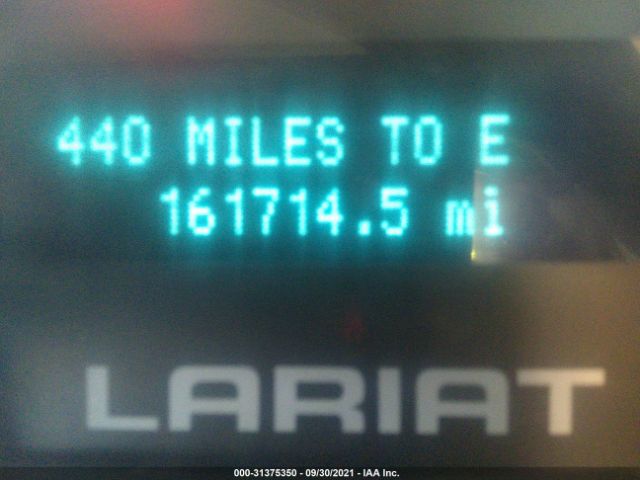 440 MILES TO E
161714.5 mi
LARIAT
000-31375350 - 09/30/2021 - IAA Inc.